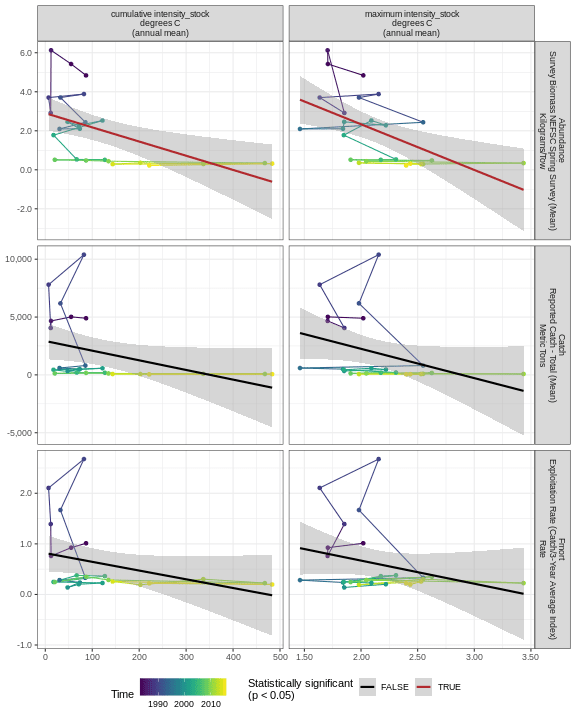 cumulative intensity_stock
degrees C
(annual mean)
maximum intensity_stock
degrees C
(annual mean)
6.0
4.0
2.0
0.0
-2.0
Abundance
Survey Biomass NEFSC Spring Survey (Mean)
Kilograms/Tow
10,000
5,000
0
-5,000
Catch
Reported Catch - Total (Mean)
Metric Tons
2.0
1.0
0.0
-1.0
Fmort
Exploitation Rate (Catch/3-Year Average Index)
Rate
0 100 200 300 400 500
1.50 2.00 2.50 3.00 3.50
Time
1990 2000 2010
Statistically significant
(p < 0.05)
FALSE
TRUE